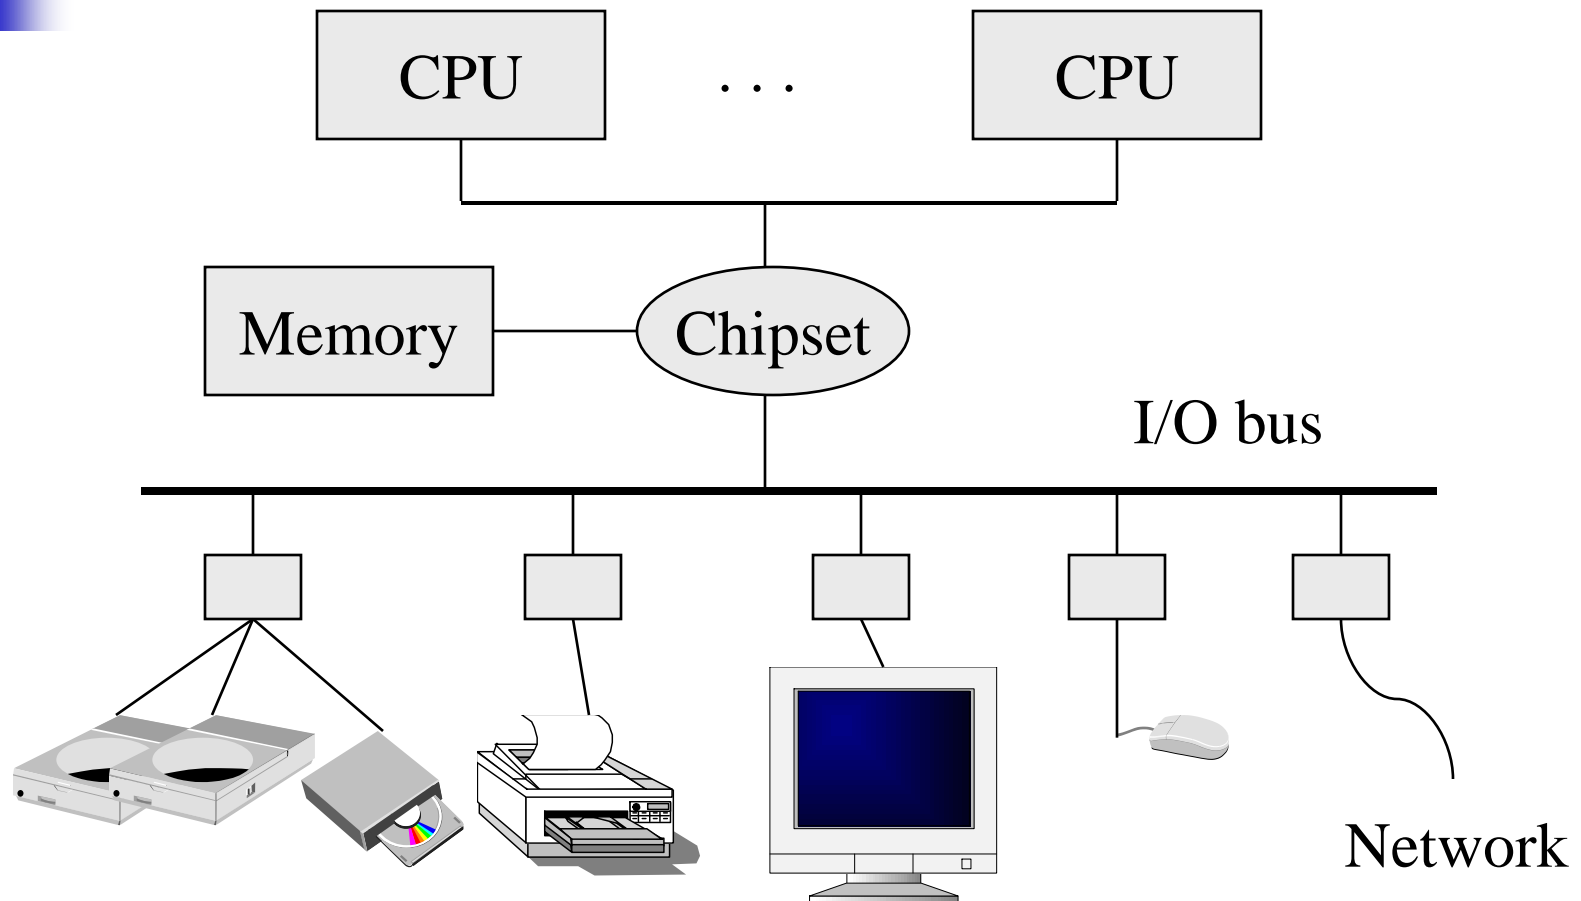 CPU
. . .
CPU
Memory
Chipset
I/O bus
Network